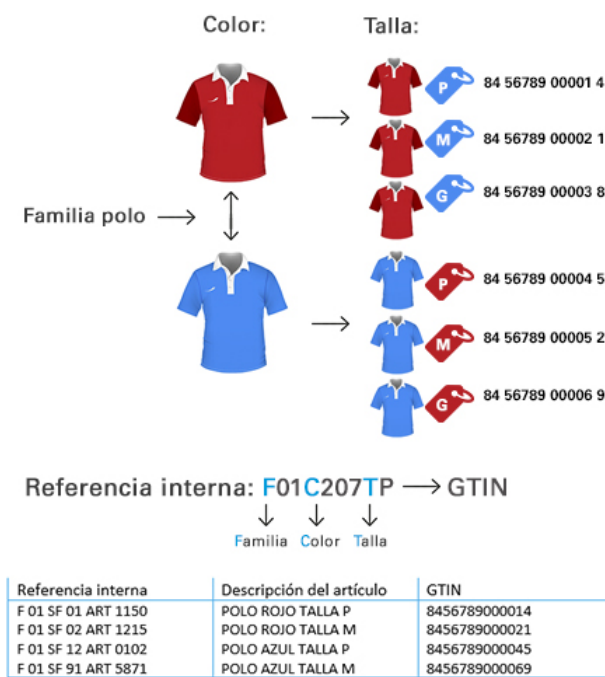 Color: Talla:
P 84 56789 00001 4
M 84 56789 00002 1
G 84 56789 00003 8
Familia polo
P 84 56789 00004 5
M 84 56789 00005 2
G 84 56789 00006 9
Referencia interna: F01C207TP → GTIN
Familia Color Talla
Referencia interna Descripción del artículo GTIN
F 01 SF 01 ART 1150 POLO ROJO TALLA P 8456789000014
F 01 SF 02 ART 1215 POLO ROJO TALLA M 8456789000021
F 01 SF 12 ART 0102 POLO AZUL TALLA P 8456789000045
F 01 SF 91 ART 5871 POLO AZUL TALLA M 8456789000069